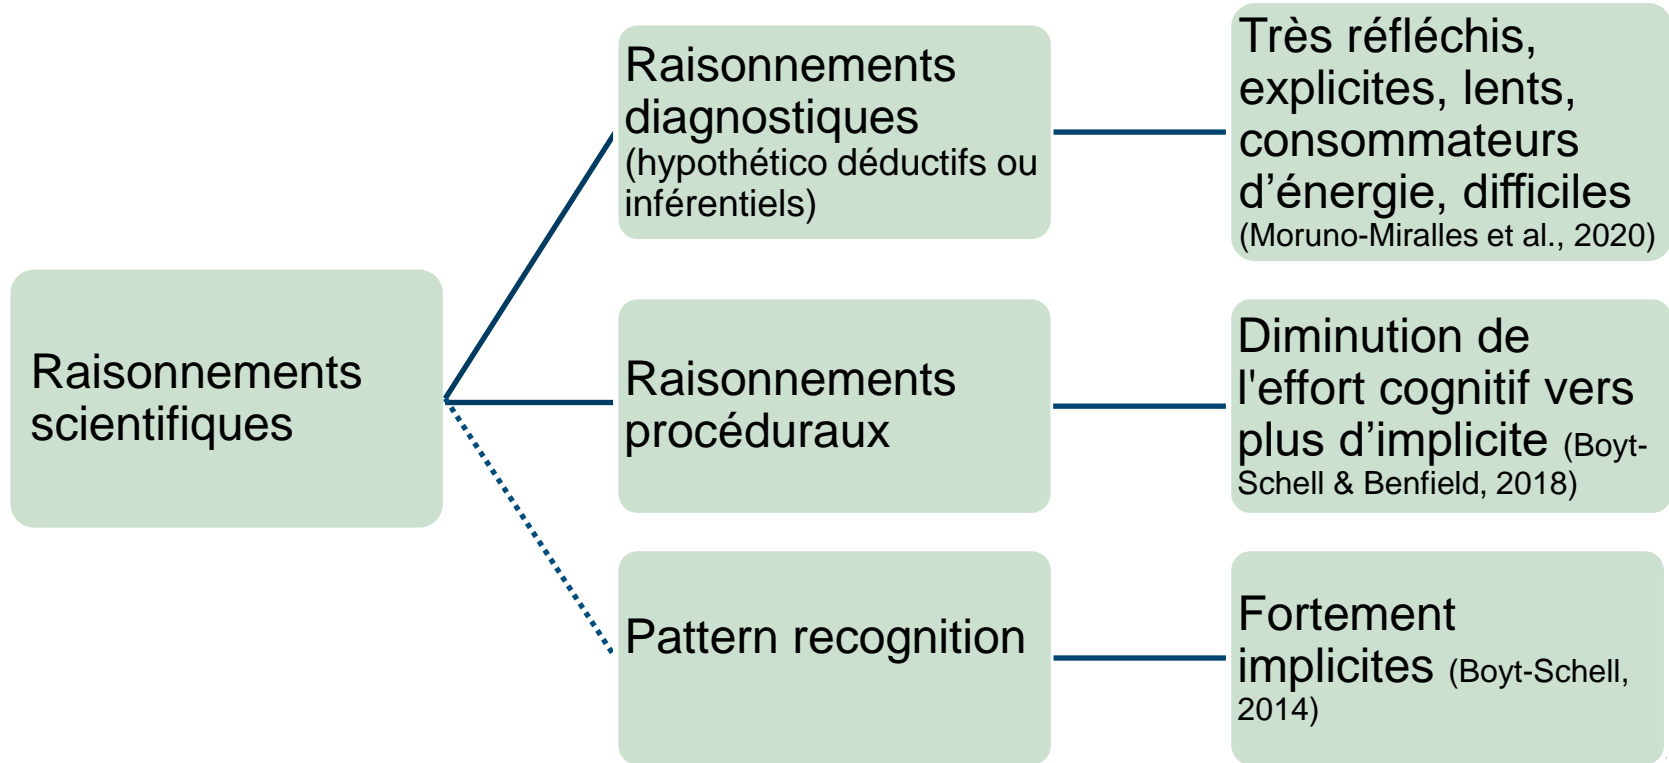 Raisonnements
scientifiques
Raisonnements
diagnostiques
(hypothético déductifs ou
inférentiels)
Très réfléchis,
explicites, lents,
consommateurs
d’énergie, difficiles
(Moruno-Miralles et al., 2020)
Raisonnements
procéduraux
Diminution de
l'effort cognitif vers
plus d’implicite (Boyt-
Schell & Benfield, 2018)
Pattern recognition
Fortement
implicites (Boyt-Schell,
2014)